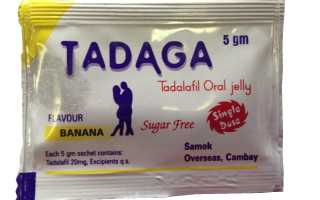 5 gm
TADAGA
Tadalafil Oral jelly
FLAVOUR
BANANA
Sugar Free
Single
Dose
Each 5 gm sachet contains:
Tadalafil 20mg, Excipients q.s.
Samek
Overseas, Cambay